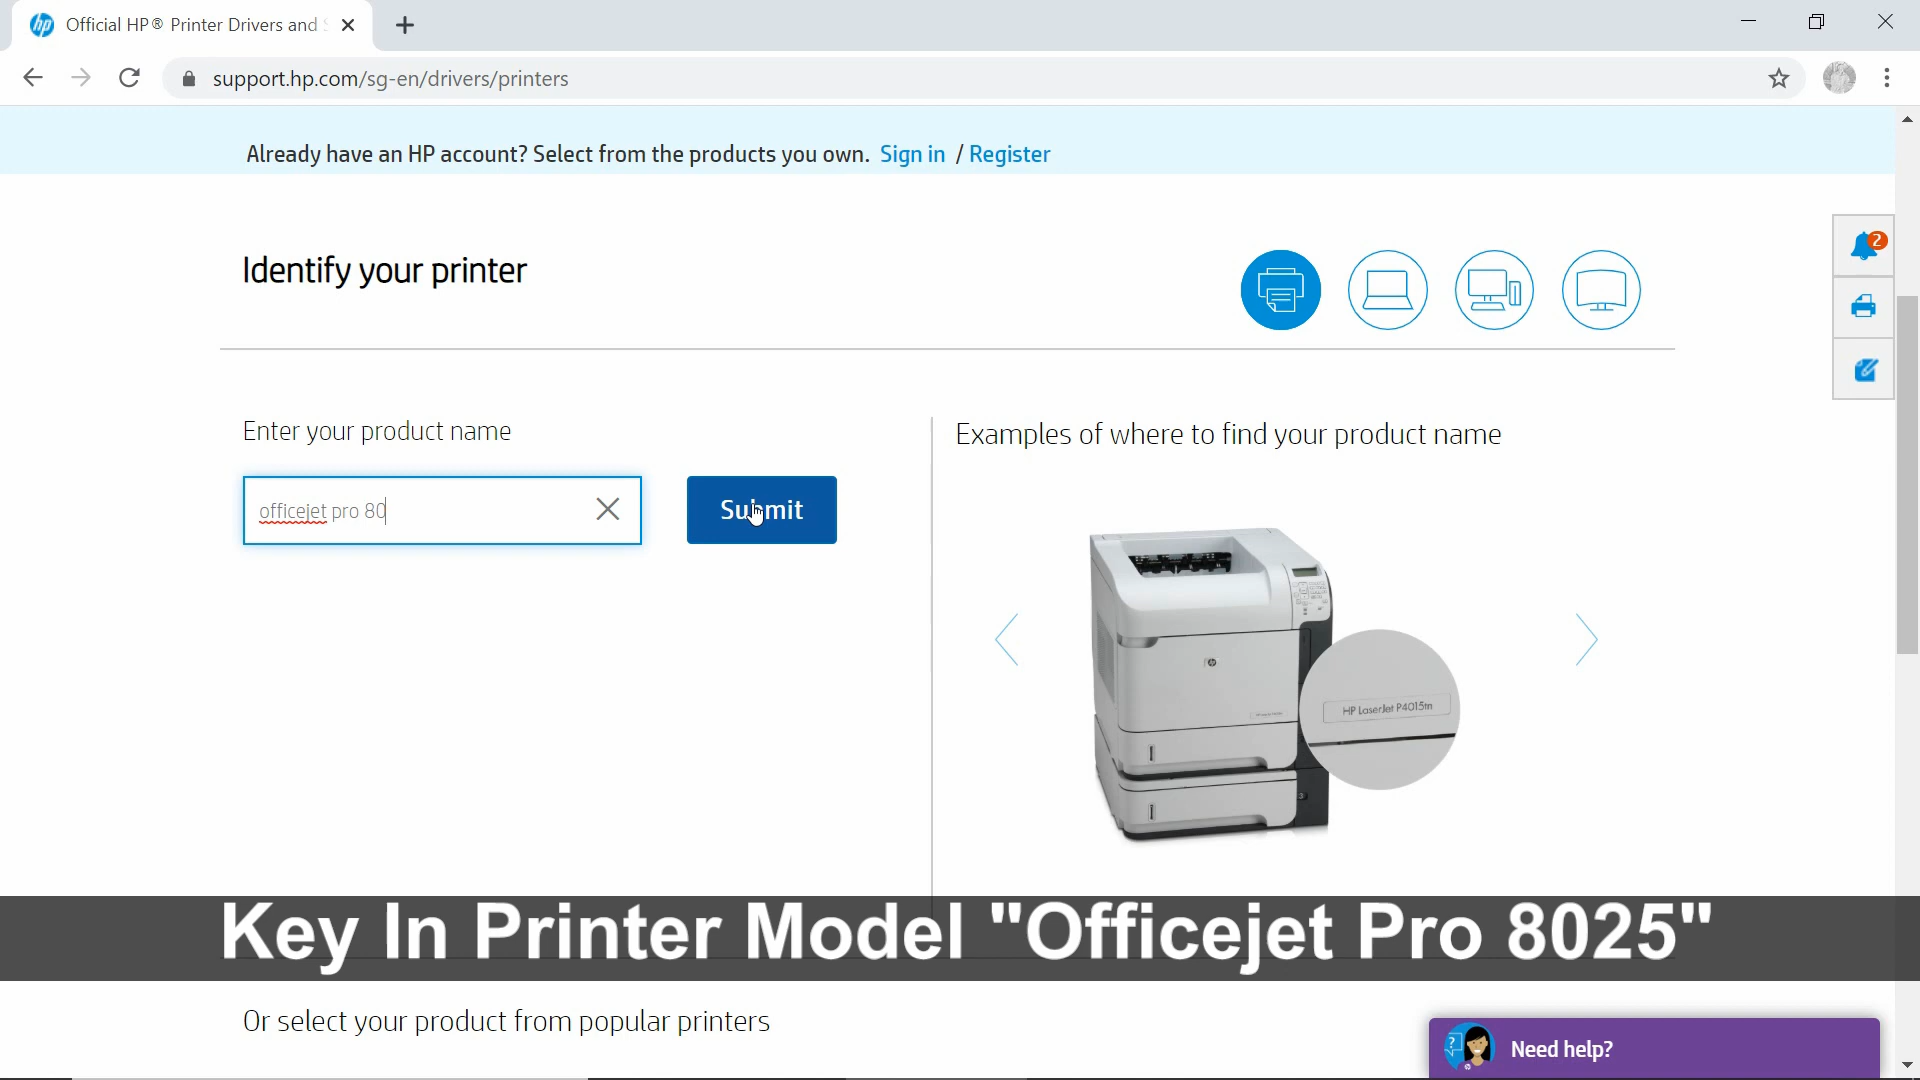 Official HP® Printer Drivers and
support.hp.com/sg-en/drivers/printers
Already have an HP account? Select from the products you own. Sign in / Register
Identify your printer
2
Enter your product name
Examples of where to find your product name
officejet pro 80
Submit
HP LaserJet P4015tn
Key In Printer Model "Officejet Pro 8025"
Or select your product from popular printers
Need help?